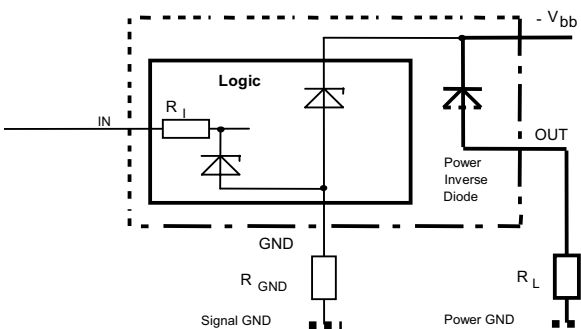 - V bb
Logic
R I
IN
OUT
Power
Inverse
Diode
GND
R GND
R L
Signal GND
Power GND